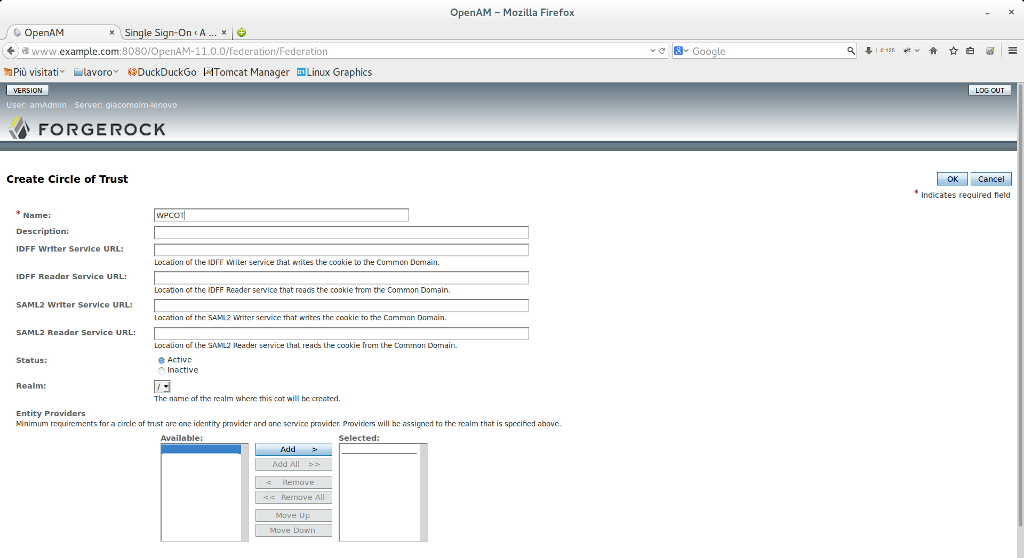 OpenAM – Mozilla Firefox
OpenAM × Single Sign-On ‹ A ... ×
www.example.com:8080/OpenAM-11.0.0/federation/Federation Google
Più visitati lavoro DuckDuckGo Tomcat Manager Linux Graphics
VERSION LOG OUT
User: amAdmin Server: giacomolm-lenovo
FORGEROCK
Create Circle of Trust OK Cancel
* Indicates required field
* Name: WPCOT
Description:
IDFF Writer Service URL:
Location of the IDFF Writer service that writes the cookie to the Common Domain.
IDFF Reader Service URL:
Location of the IDFF Reader service that reads the cookie from the Common Domain.
SAML2 Writer Service URL:
Location of the SAML2 Writer service that writes the cookie to the Common Domain.
SAML2 Reader Service URL:
Location of the SAML2 Reader service that reads the cookie from the Common Domain.
Status: Active
Inactive
Realm: /
The name of the realm where this cot will be created.
Entity Providers
Minimum requirements for a circle of trust are one identity provider and one service provider. Providers will be assigned to the realm that is specified above.
Available: Selected:
Add >
Add All >>
< Remove
<< Remove All
Move Up
Move Down